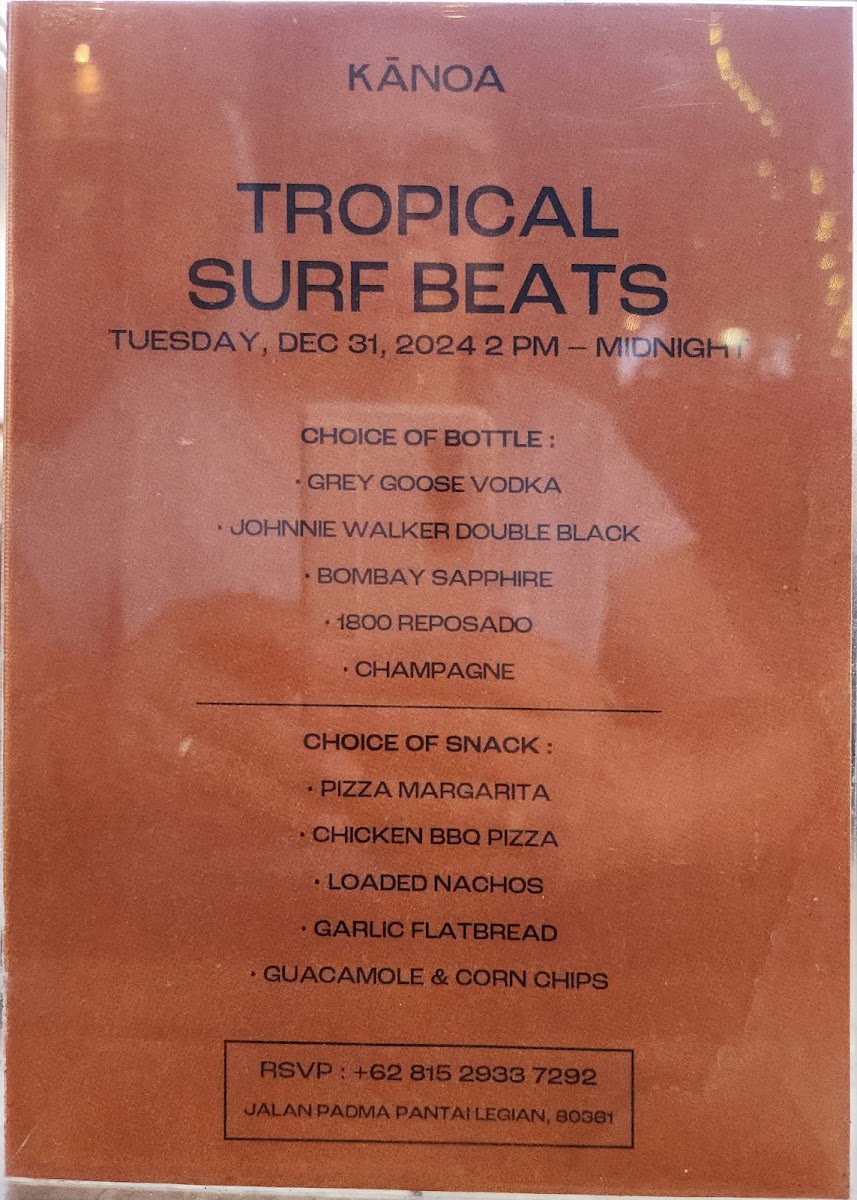 KĀNOA
TROPICAL
SURF BEATS
TUESDAY, DEC 31, 2024 2 PM – MIDNIGHT
CHOICE OF BOTTLE :
· GREY GOOSE VODKA
· JOHNNIE WALKER DOUBLE BLACK
· BOMBAY SAPPHIRE
· 1800 REPOSADO
· CHAMPAGNE
CHOICE OF SNACK :
· PIZZA MARGARITA
· CHICKEN BBQ PIZZA
· LOADED NACHOS
· GARLIC FLATBREAD
· GUACAMOLE & CORN CHIPS
RSVP : +62 815 2933 7292
JALAN PADMA PANTAI LEGIAN, 80361